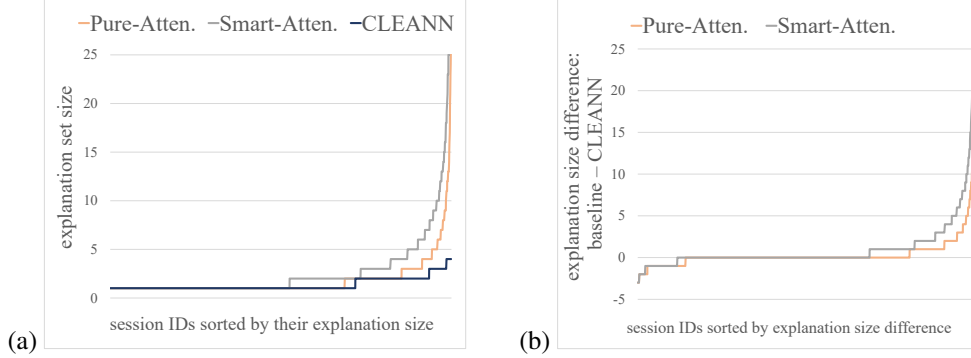 Pure-Atten. Smart-Atten. CLEANN
25
20
15
10
5
0
explanation set size
session IDs sorted by their explanation size
(a)
Pure-Atten. Smart-Atten.
25
20
15
10
5
0
-5
explanation size difference:
baseline – CLEANN
session IDs sorted by explanation size difference
(b)